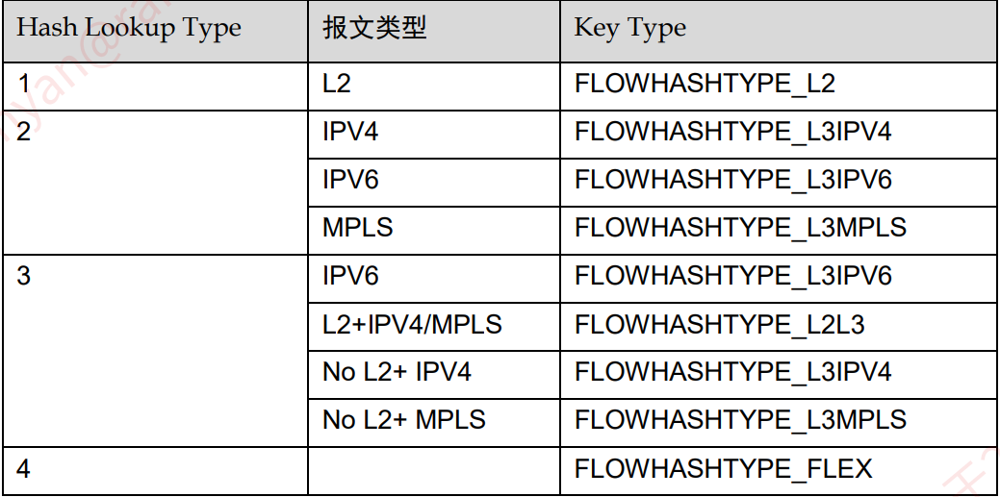 Hash Lookup Type 报文类型 Key Type
1 L2 FLOWHASHTYPE_L2
2 IPV4 FLOWHASHTYPE_L3IPV4
IPV6 FLOWHASHTYPE_L3IPV6
MPLS FLOWHASHTYPE_L3MPLS
3 IPV6 FLOWHASHTYPE_L3IPV6
L2+IPV4/MPLS FLOWHASHTYPE_L2L3
No L2+ IPV4 FLOWHASHTYPE_L3IPV4
No L2+ MPLS FLOWHASHTYPE_L3MPLS
4 FLOWHASHTYPE_FLEX